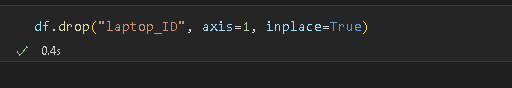 df.drop("laptop_ID", axis=1, inplace=True)
0.4s